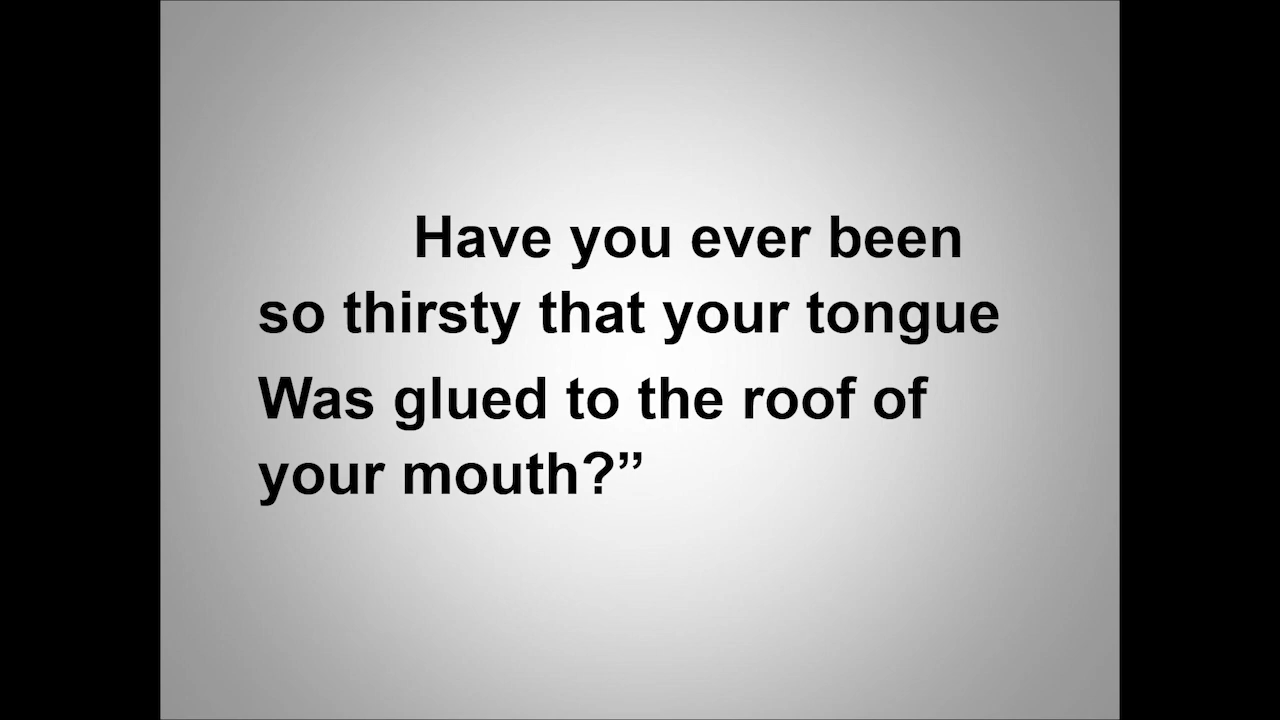 Have you ever been
so thirsty that your tongue
Was glued to the roof of
your mouth?”